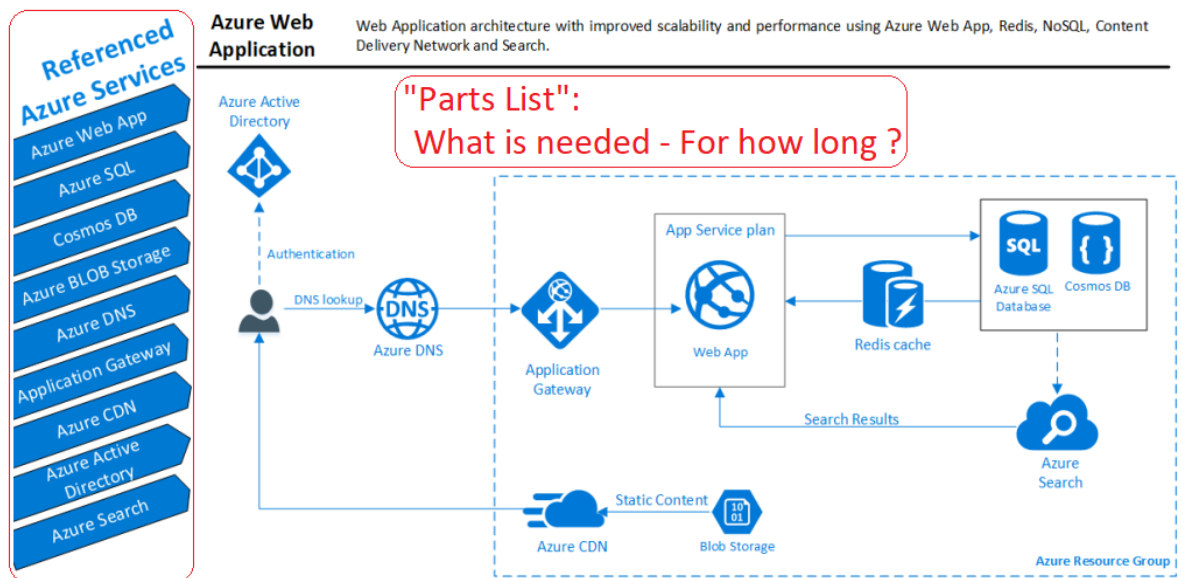 Referenced
Azure Services
Azure Web App
Azure SQL
Cosmos DB
Azure BLOB Storage
Azure DNS
Application Gateway
Azure CDN
Azure Active
Directory
Azure Search
Azure Web
Application
Web Application architecture with improved scalability and performance using Azure Web App, Redis, NoSQL, Content
Delivery Network and Search.
"Parts List":
What is needed - For how long ?
Azure Active
Directory
Authentication
DNS lookup
DNS
Azure DNS
Application
Gateway
App Service plan
Web App
Redis cache
SQL
{ }
Azure SQL
Database
Cosmos DB
Search Results
Azure
Search
Static Content
Azure CDN
10
01
Blob Storage
Azure Resource Group